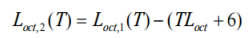 L_{oct,2}(T) = L_{oct,1}(T) − (TL_{oct} + 6)